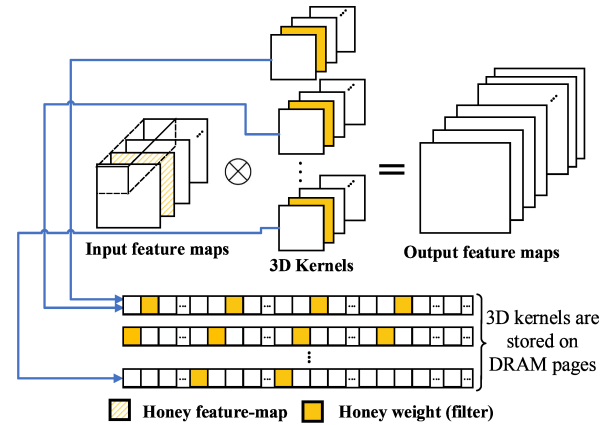 Input feature maps
3D Kernels
Output feature maps
3D kernels are
stored on
DRAM pages
Honey feature-map
Honey weight (filter)